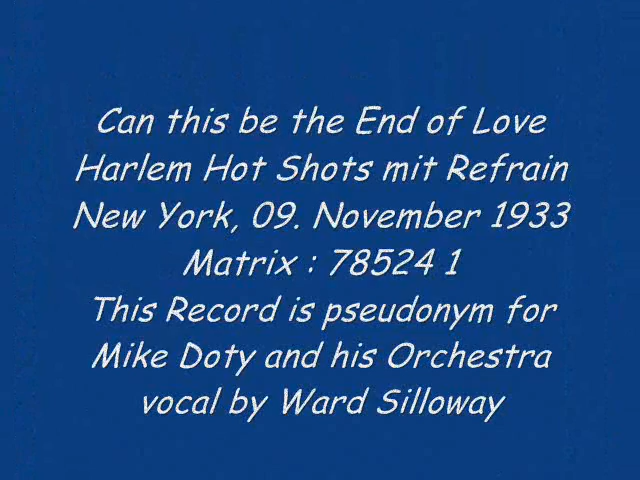 Can this be the End of Love
Harlem Hot Shots mit Refrain
New York, 09. November 1933
Matrix : 78524 1
This Record is pseudonym for
Mike Doty and his Orchestra
vocal by Ward Silloway